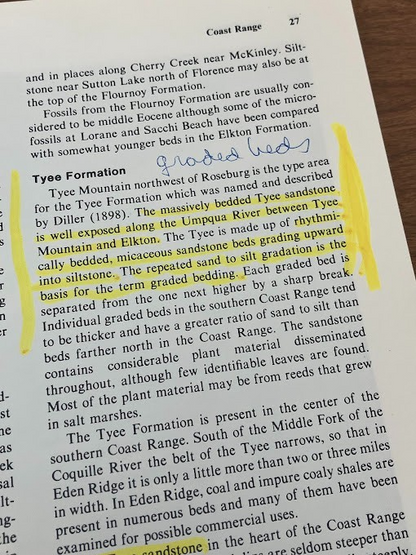 Coast Range 27
and in places along Cherry Creek near McKinley. Silt-
stone near Sutton Lake north of Florence may also be at
the top of the Flournoy Formation.
Fossils from the Flournoy Formation are usually con-
sidered to be middle Eocene although some of the micro-
fossils at Lorane and Sacchi Beach have been compared
with somewhat younger beds in the Elkton Formation.
graded beds
Tyee Formation
Tyee Mountain northwest of Roseburg is the type area
for the Tyee Formation which was named and described
by Diller (1898). The massively bedded Tyee sandstone
is well exposed along the Umpqua River between Tyee
Mountain and Elkton. The Tyee is made up of rhythmi-
cally bedded, micaceous sandstone beds grading upward
into siltstone. The repeated sand to silt gradation is the
basis for the term graded bedding. Each graded bed is
separated from the one next higher by a sharp break.
Individual graded beds in the southern Coast Range tend
to be thicker and have a greater ratio of sand to silt than
beds farther north in the Coast Range. The sandstone
contains considerable plant material disseminated
throughout, although few identifiable leaves are found.
Most of the plant material may be from reeds that grew
in salt marshes.
The Tyee Formation is present in the center of the
southern Coast Range. South of the Middle Fork of the
Coquille River the belt of the Tyee narrows, so that in
Eden Ridge it is only a little more than two or three miles
in width. In Eden Ridge, coal and impure coaly shales are
present in numerous beds and many of them have been
examined for possible commercial uses.
sandstone in the heart of the Coast Range
are seldom steeper than